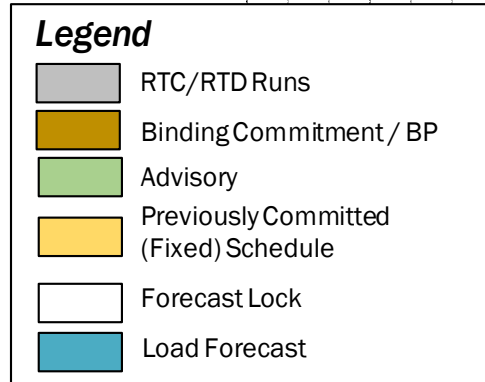 Legend
RTC/RTD Runs
Binding Commitment / BP
Advisory
Previously Committed
(Fixed) Schedule
Forecast Lock
Load Forecast